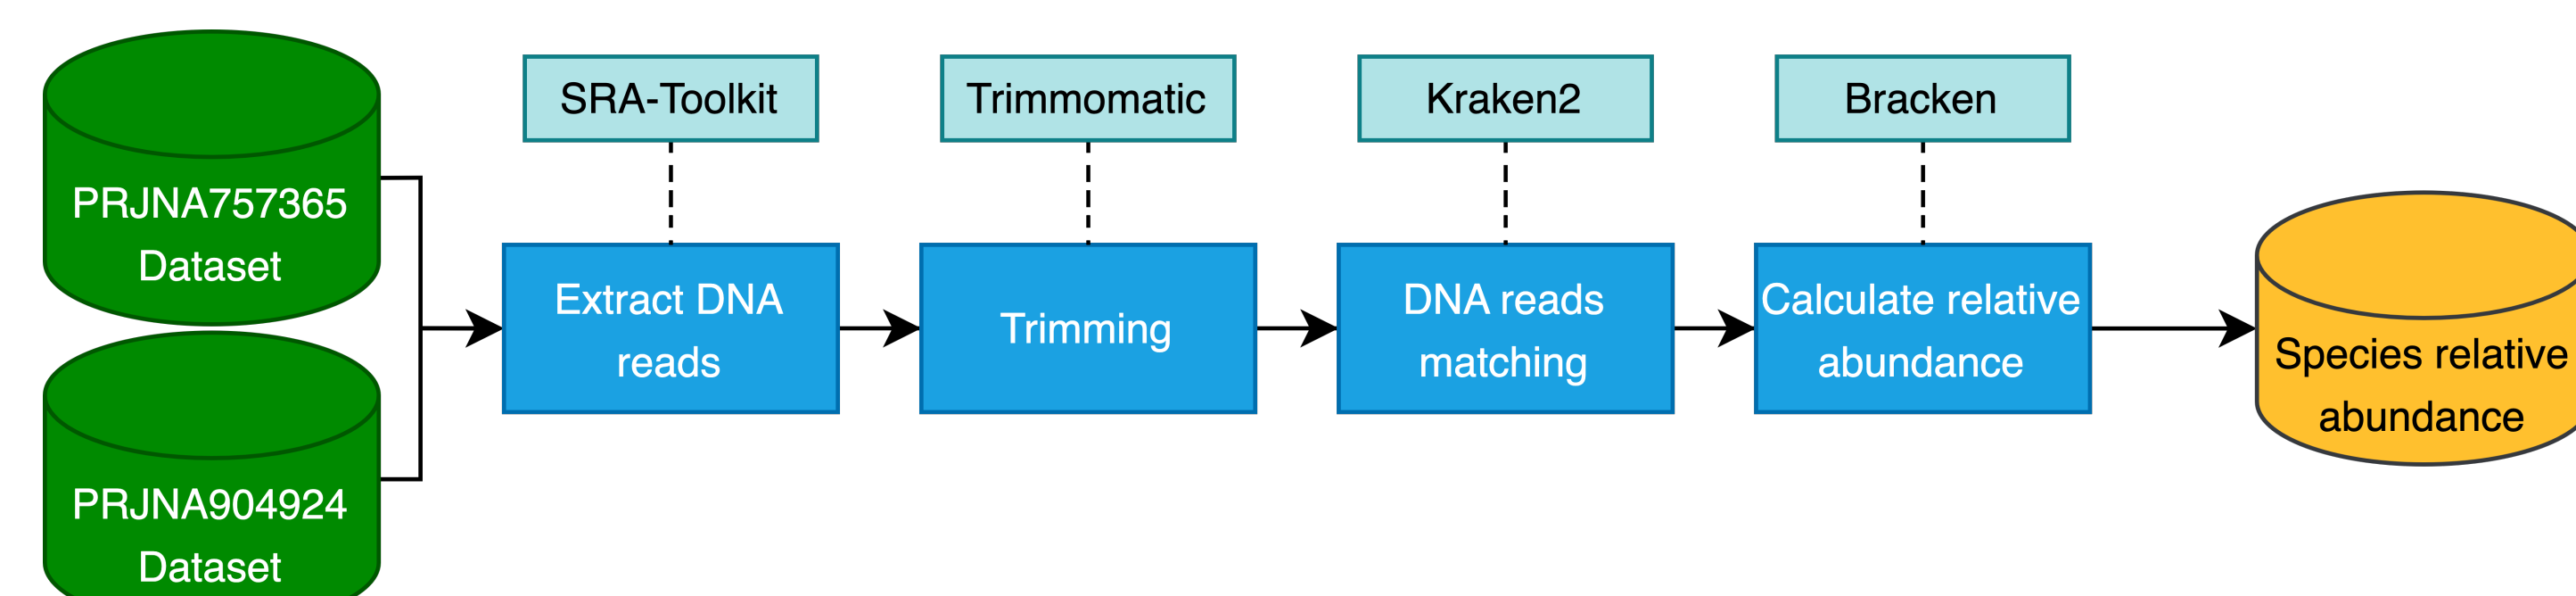 PRJNA757365
Dataset
PRJNA904924
Dataset
SRA-Toolkit
Extract DNA
reads
Trimmomatic
Trimming
Kraken2
DNA reads
matching
Bracken
Calculate relative
abundance
Species relative
abundance